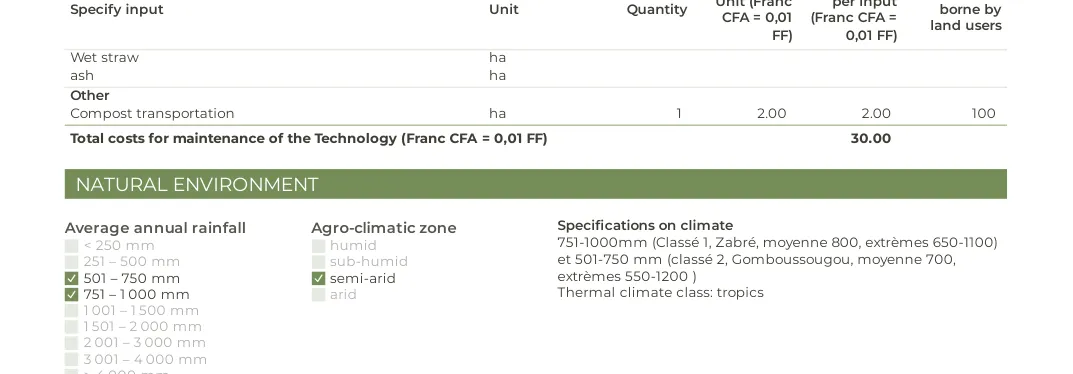 Specify input Unit Quantity Unit (Franc CFA = 0,01 FF) per input (Franc CFA = 0,01 FF) borne by land users
Wet straw ha
ash ha
Other
Compost transportation ha 1 2.00 2.00 100
Total costs for maintenance of the Technology (Franc CFA = 0,01 FF) 30.00
NATURAL ENVIRONMENT
Average annual rainfall
< 250 mm
251 – 500 mm
501 – 750 mm
751 – 1 000 mm
1 001 – 1 500 mm
1 501 – 2 000 mm
2 001 – 3 000 mm
3 001 – 4 000 mm
> 4 000 mm
Agro-climatic zone
humid
sub-humid
semi-arid
arid
Specifications on climate
751-1000mm (Classé 1, Zabré, moyenne 800, extrèmes 650-1100)
et 501-750 mm (classé 2, Gomboussougou, moyenne 700,
extrèmes 550-1200 )
Thermal climate class: tropics